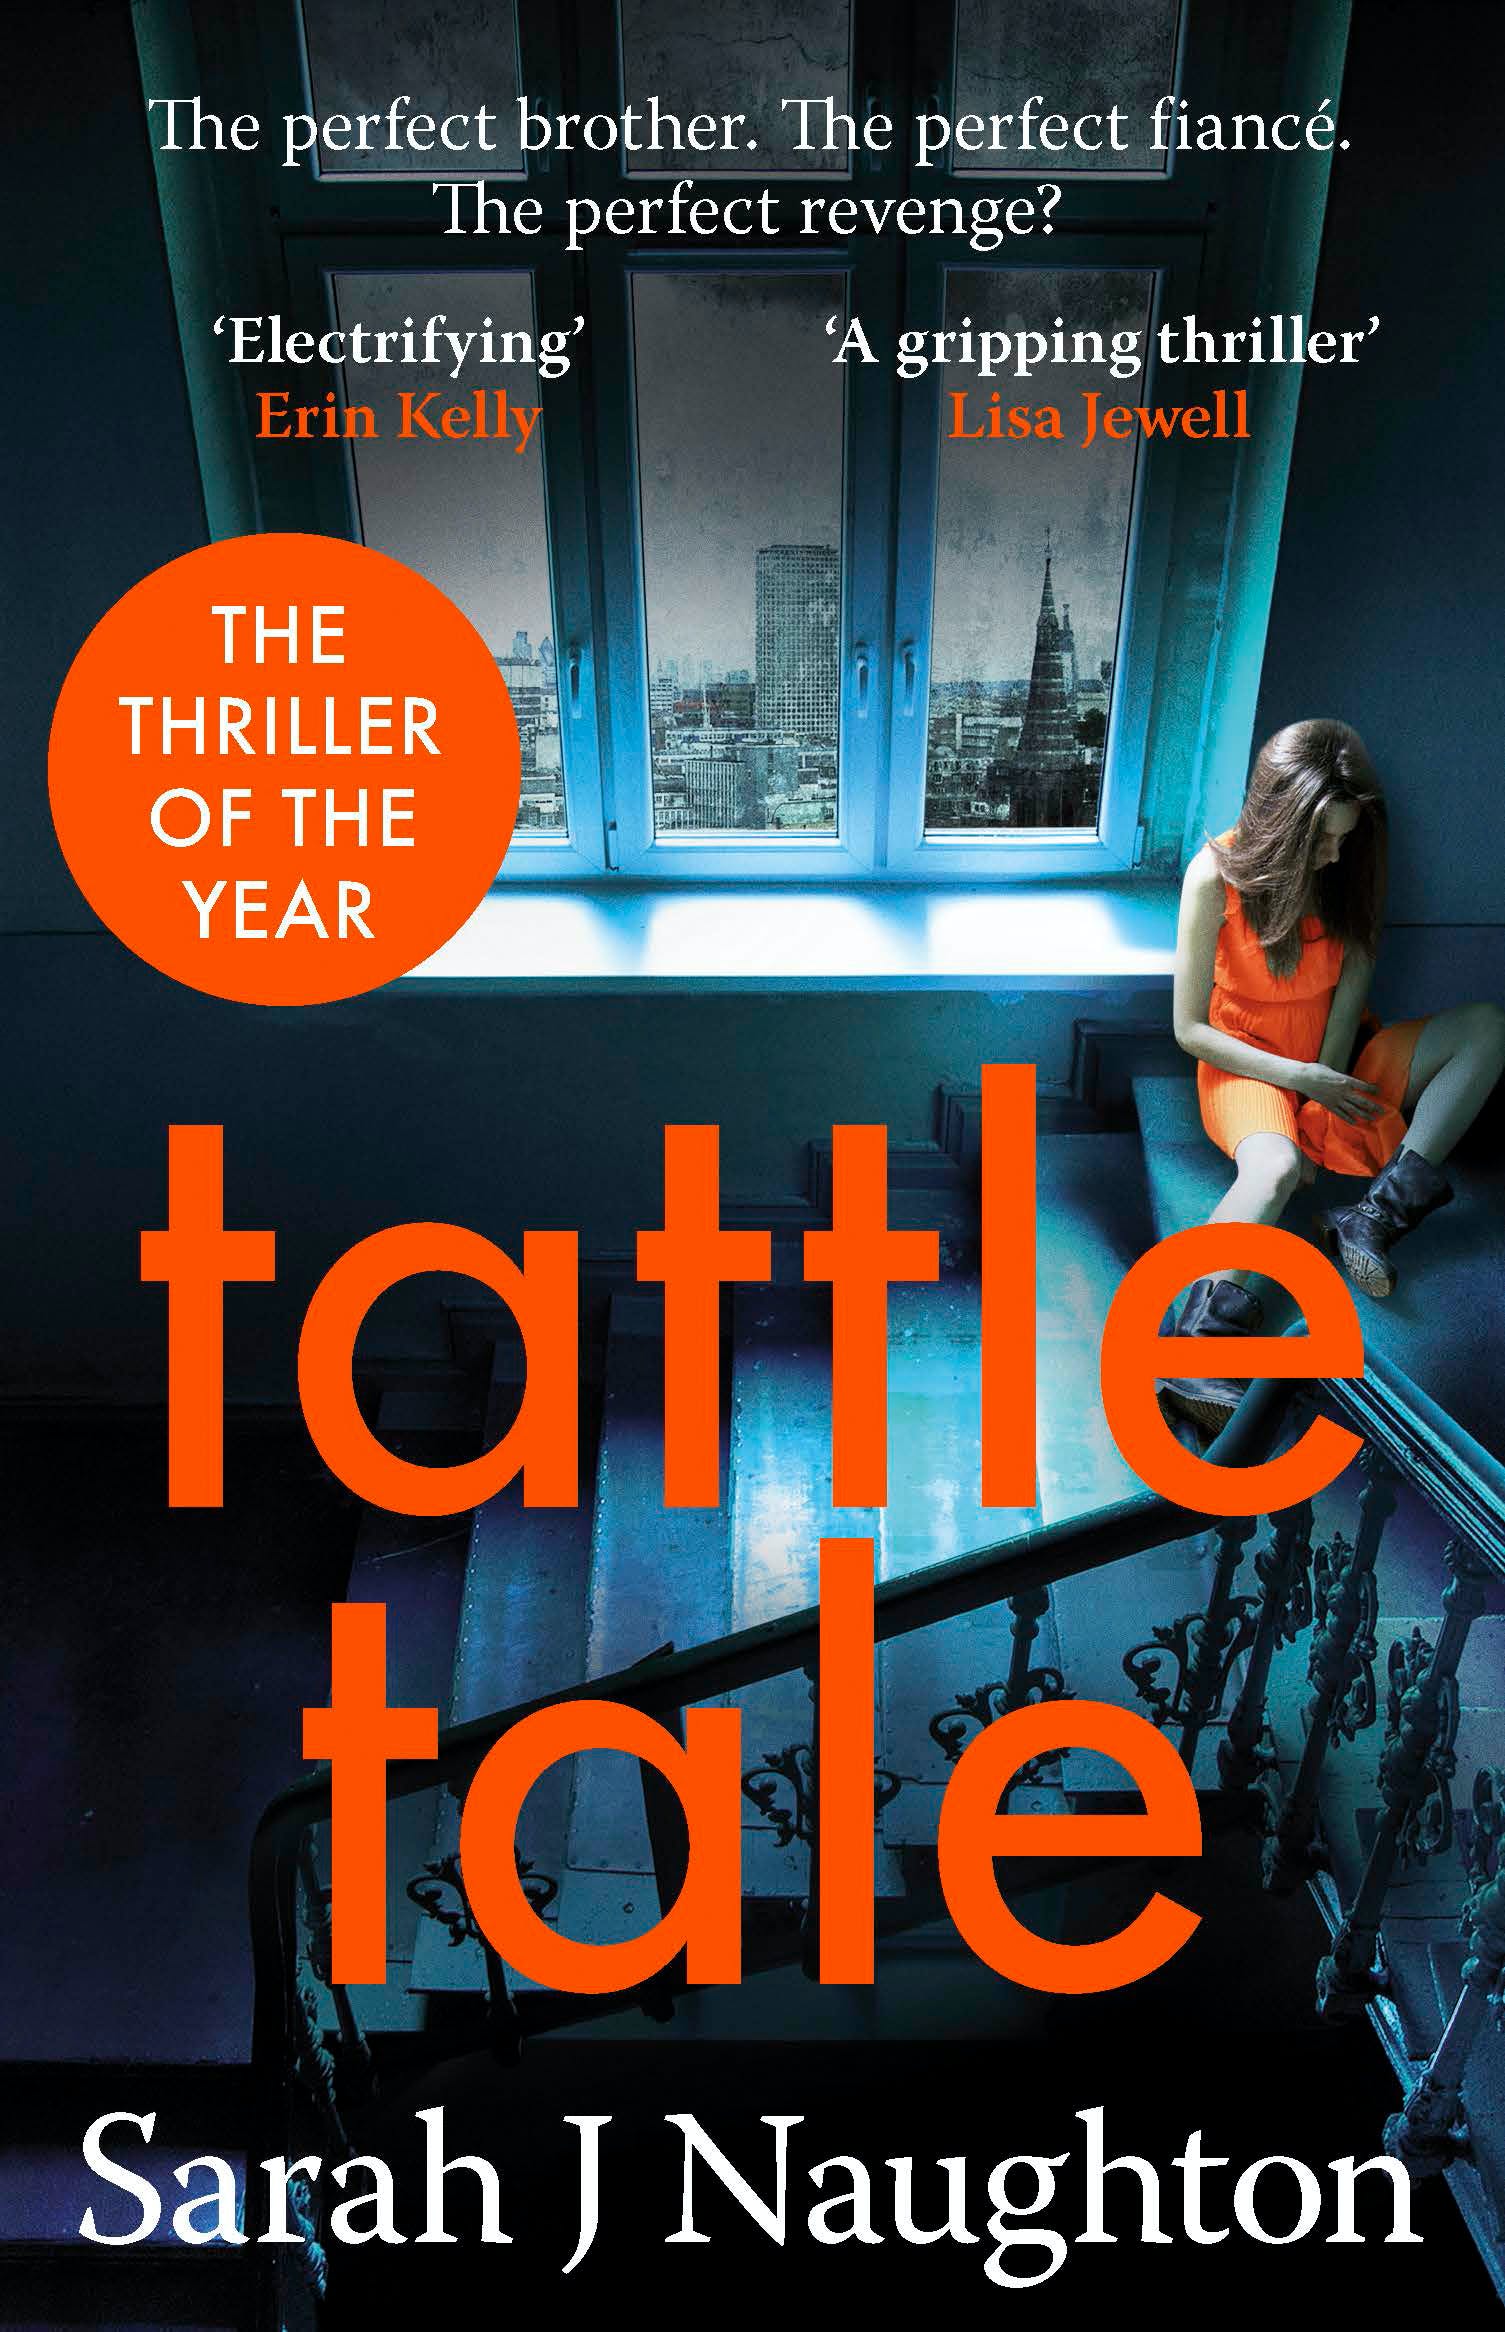 The perfect brother. The perfect fiancé.
The perfect revenge?
‘Electrifying’
Erin Kelly
‘A gripping thriller’
Lisa Jewell
THE
THRILLER
OF THE
YEAR
tattle
tale
Sarah J Naughton